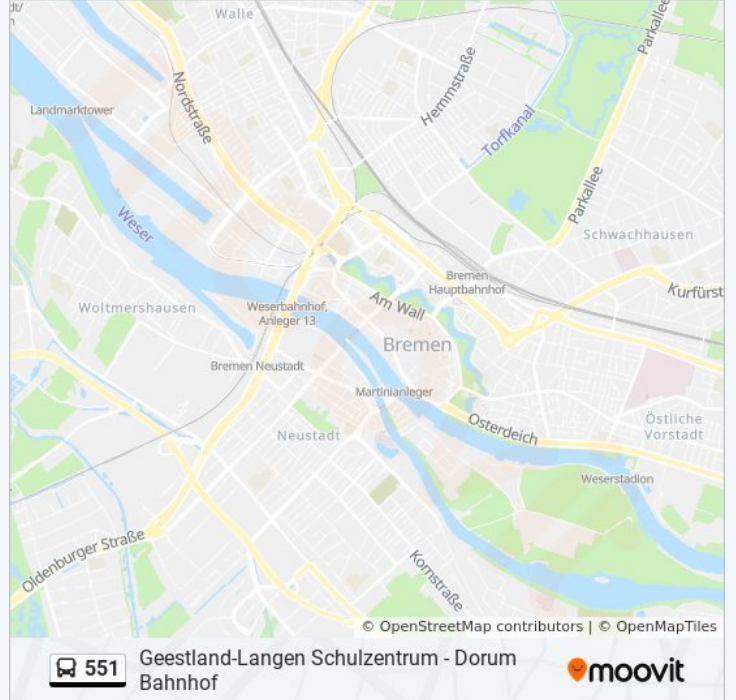 dt/
Walle
Parkallee
Hemmstraße
Nordstraße
Landmarktower
Torfkanal
Parkallee
Weser
Schwachhausen
Bremen
Hauptbahnhof
Kurfürst
Am Wall
Woltmershausen
Weserbahnhof,
Anleger 13
Bremen
Bremen Neustadt
Martinianleger
Osterdeich
Östliche
Vorstadt
Neustadt
Weserstadion
Oldenburger Straße
Kornstraße
© OpenStreetMap contributors | © OpenMapTiles
551
Geestland-Langen Schulzentrum - Dorum
Bahnhof
moovit